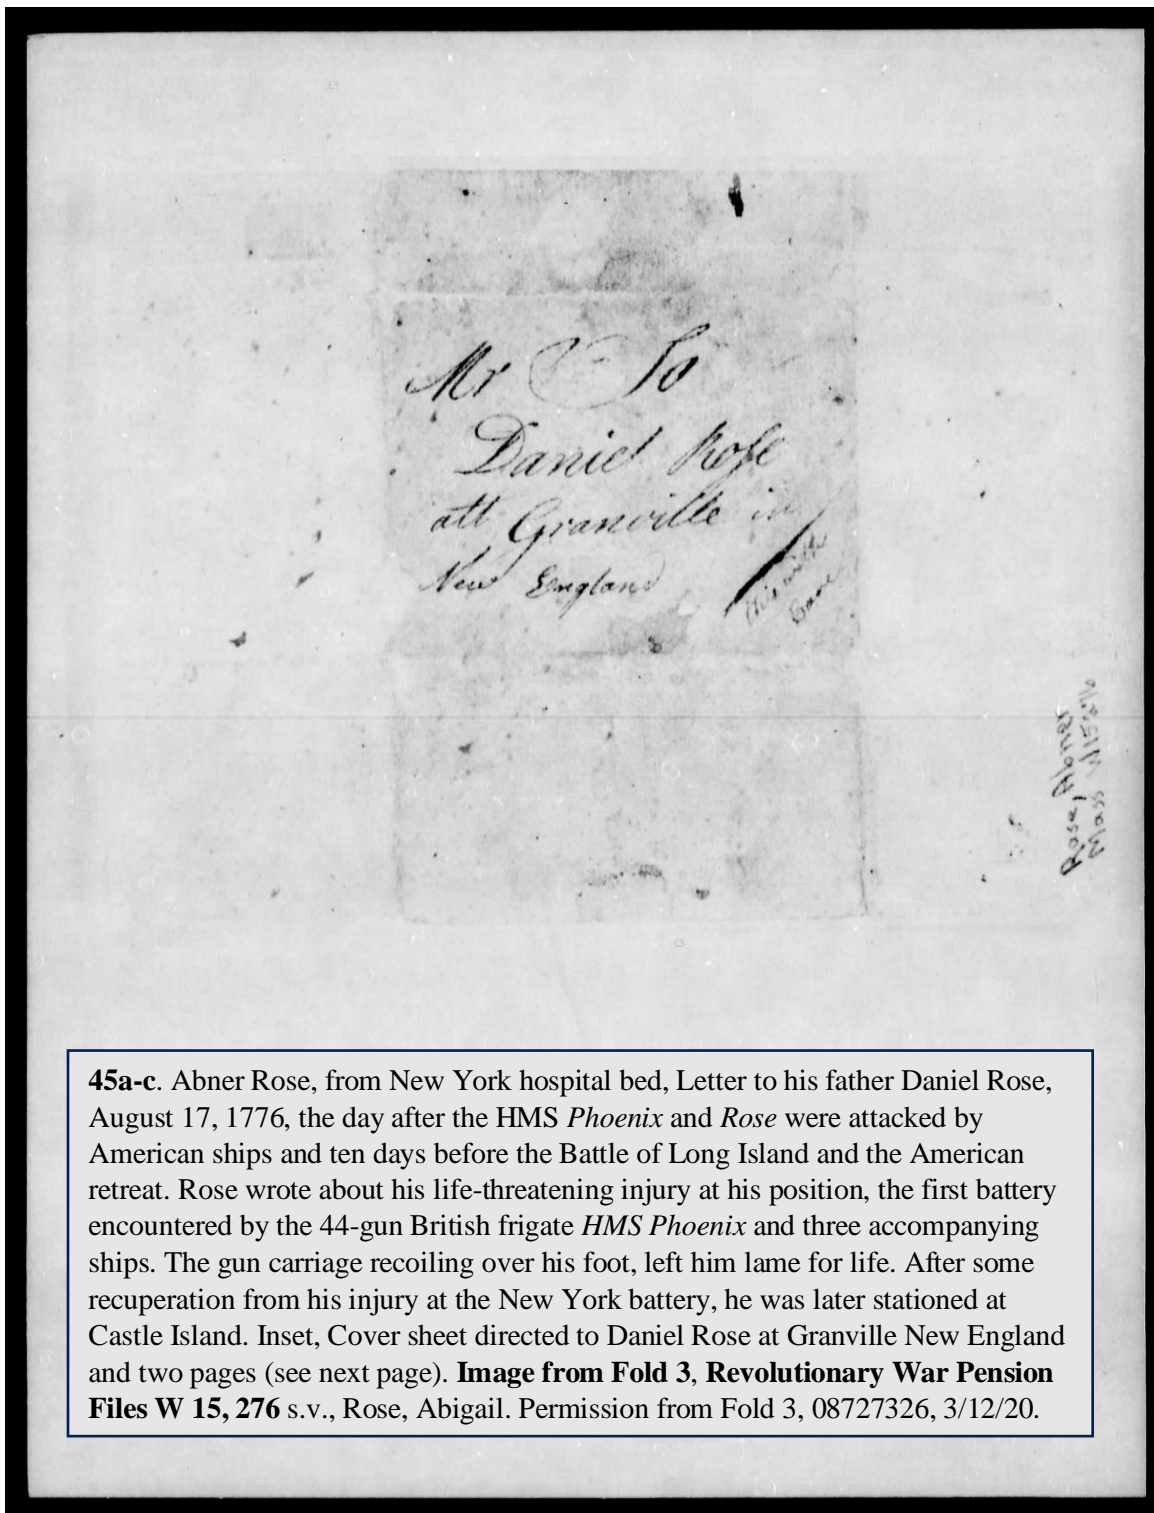 Mr To
Daniel Rose
att Granville in
New England
this with
Care
Rose, Abner
Mass W15276
45a-c. Abner Rose, from New York hospital bed, Letter to his father Daniel Rose,
August 17, 1776, the day after the HMS Phoenix and Rose were attacked by
American ships and ten days before the Battle of Long Island and the American
retreat. Rose wrote about his life-threatening injury at his position, the first battery
encountered by the 44-gun British frigate HMS Phoenix and three accompanying
ships. The gun carriage recoiling over his foot, left him lame for life. After some
recuperation from his injury at the New York battery, he was later stationed at
Castle Island. Inset, Cover sheet directed to Daniel Rose at Granville New England
and two pages (see next page). Image from Fold 3, Revolutionary War Pension
Files W 15, 276 s.v., Rose, Abigail. Permission from Fold 3, 08727326, 3/12/20.